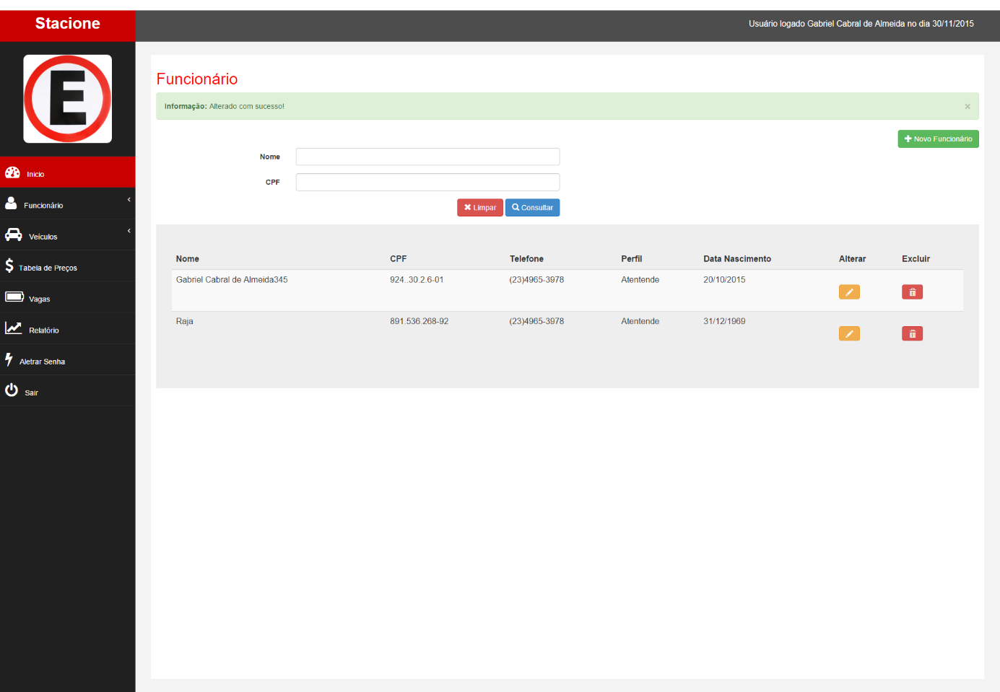 Stacione
Usuário logado Gabriel Cabral de Almeida no dia 30/11/2015
E
Inicio
Funcionário
Veiculos
Tabela de Preços
Vagas
Relatório
Aletrar Senha
Sair
Funcionário
Informação: Alterado com sucesso! ×
Novo Funcionário
Nome
CPF
Limpar Consultar
Nome CPF Telefone Perfil Data Nascimento Alterar Excluir
Gabriel Cabral de Almeida345 924..30.2.6-01 (23)4965-3978 Atentende 20/10/2015
Raja 891.536.268-92 (23)4965-3978 Atentende 31/12/1969